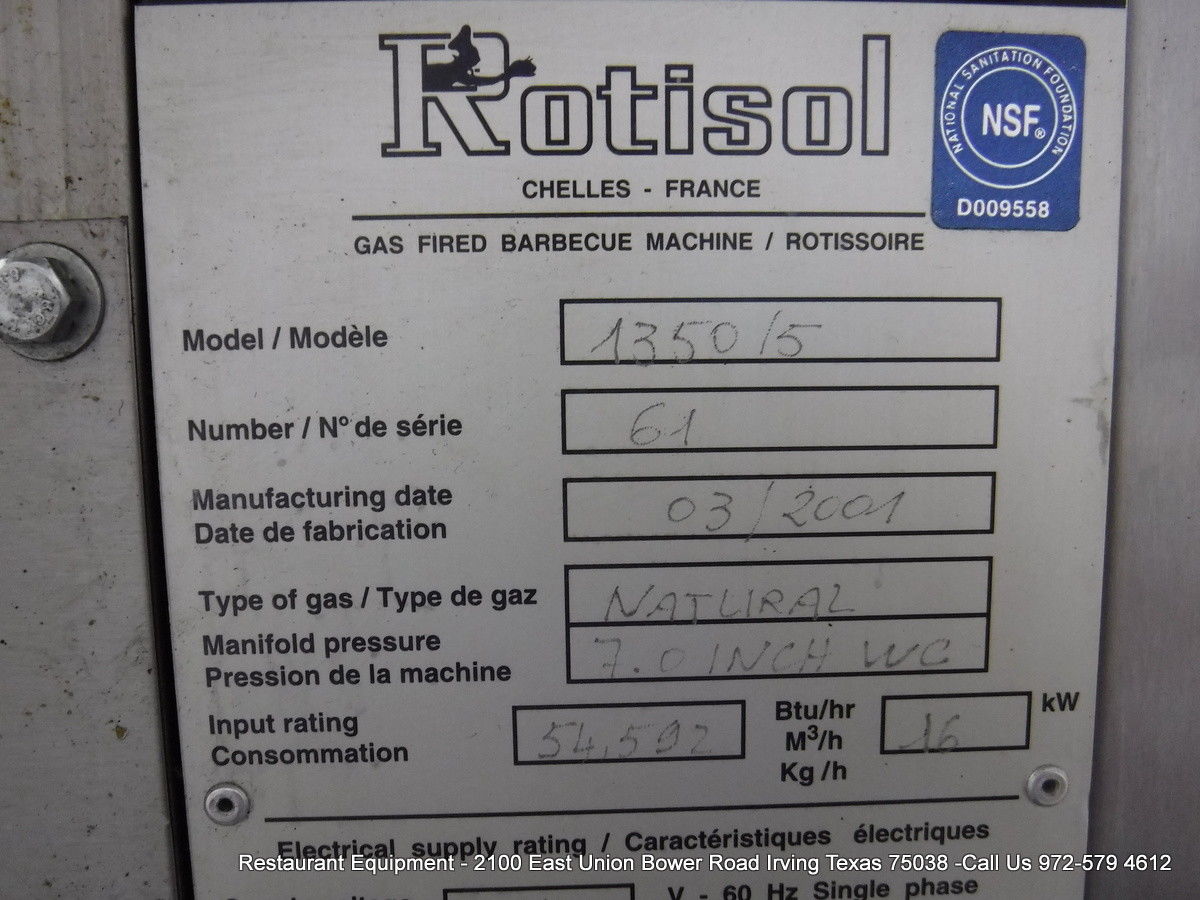 Rotisol
NATIONAL SANITATION FOUNDATION
NSF®
D009558
CHELLES - FRANCE
GAS FIRED BARBECUE MACHINE / ROTISSOIRE
Model / Modèle 1350/5
Number / N° de série 61
Manufacturing date
Date de fabrication
03/2001
Type of gas / Type de gaz NATURAL
Manifold pressure
Pression de la machine
7.0 INCH WC
Input rating
Consommation
54,592
Btu/hr
M³/h
Kg/h
16 kW
Electrical supply rating / Caractéristiques électriques
Restaurant Equipment - 2100 East Union Bower Road Irving Texas 75038 -Call Us 972-579 4612
V - 60 Hz Single phase